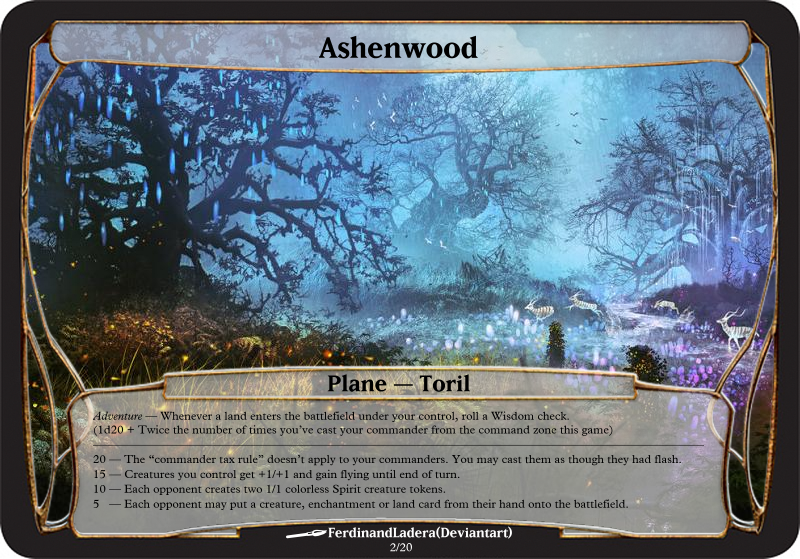 Ashenwood
Plane — Toril
Adventure — Whenever a land enters the battlefield under your control, roll a Wisdom check.
(1d20 + Twice the number of times you've cast your commander from the command zone this game)
20 — The “commander tax rule” doesn't apply to your commanders. You may cast them as though they had flash.
15 — Creatures you control get +1/+1 and gain flying until end of turn.
10 — Each opponent creates two 1/1 colorless Spirit creature tokens.
5 — Each opponent may put a creature, enchantment or land card from their hand onto the battlefield.
FerdinandLadera(Deviantart)
2/20